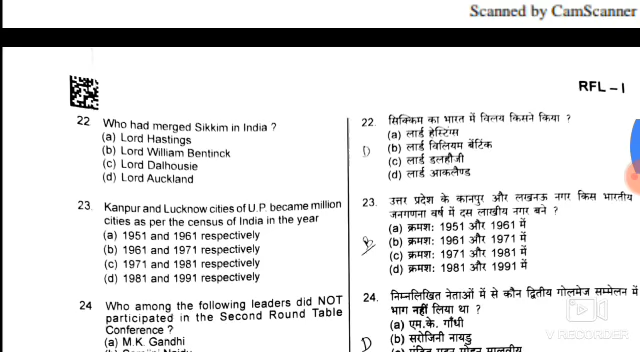 Scanned by CamScanner
RFL – I
22 Who had merged Sikkim in India ?
(a) Lord Hastings
(b) Lord William Bentinck
(c) Lord Dalhousie
(d) Lord Auckland
23. Kanpur and Lucknow cities of U.P. became million
cities as per the census of India in the year
(a) 1951 and 1961 respectively
(b) 1961 and 1971 respectively
(c) 1971 and 1981 respectively
(d) 1981 and 1991 respectively
24 Who among the following leaders did NOT
participated in the Second Round Table
Conference ?
(a) M.K. Gandhi
22. सिक्किम का भारत में विलय किसने किया ?
(a) लार्ड हेस्टिंग्स
(b) लार्ड विलियम बेंटिंक
(c) लार्ड डलहौजी
(d) लार्ड आकलैण्ड
23. उत्तर प्रदेश के कानपुर और लखनऊ नगर किस भारतीय
जनगणना वर्ष में दस लाखीय नगर बने ?
(a) क्रमशः 1951 और 1961 में
(b) क्रमशः 1961 और 1971 में
(c) क्रमशः 1971 और 1981 में
(d) क्रमशः 1981 और 1991 में
24. निम्नलिखित नेताओं में से कौन द्वितीय गोलमेज सम्मेलन में
भाग नहीं लिया था ?
(a) एम.के. गाँधी
(b) सरोजिनी नायडु
V RECORDER